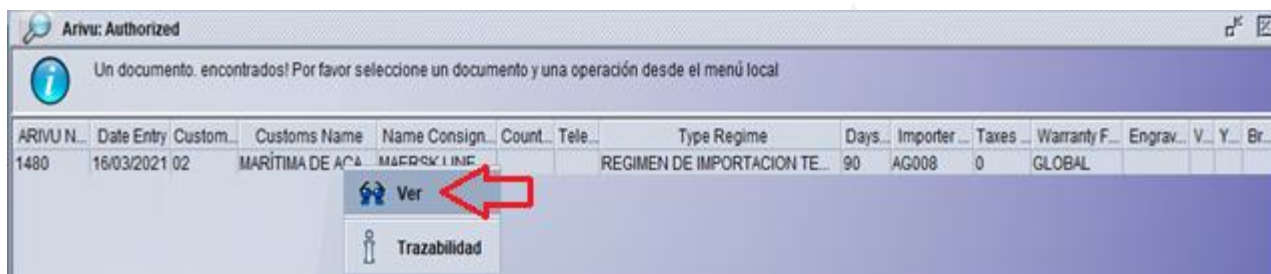 Arivu: Authorized
Un documento. encontrados! Por favor seleccione un documento y una operación desde el menú local
ARIVU N... Date Entry Custom... Customs Name Name Consign... Count... Tele... Type Regime Days... Importer ... Taxes ... Warranty F... Engrav... V... Y... Br...
1480 16/03/2021 02 MARÍTIMA DE ACA MAERSK LINE REGIMEN DE IMPORTACION TE... 90 AG008 0 GLOBAL
Ver
Trazabilidad